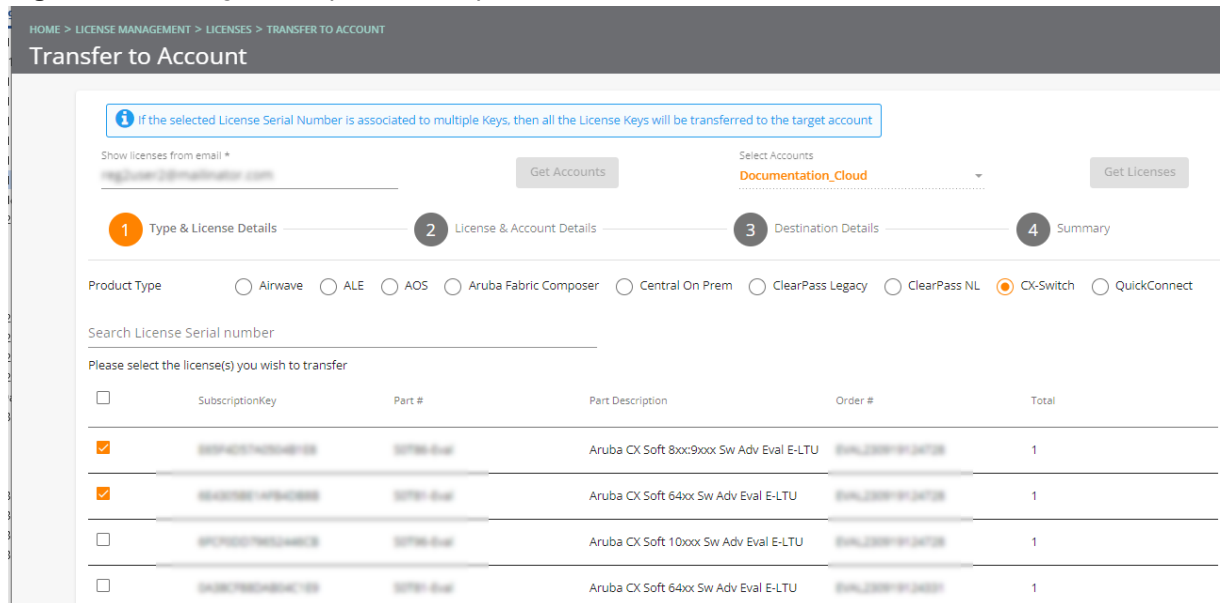 HOME > LICENSE MANAGEMENT > LICENSES > TRANSFER TO ACCOUNT
Transfer to Account
If the selected License Serial Number is associated to multiple Keys, then all the License Keys will be transferred to the target account
Show licenses from email *
Get Accounts
Select Accounts
Documentation_Cloud
Get Licenses
1 Type & License Details
2 License & Account Details
3 Destination Details
4 Summary
Product Type
Airwave
ALE
AOS
Aruba Fabric Composer
Central On Prem
ClearPass Legacy
ClearPass NL
CX-Switch
QuickConnect
Search License Serial number
Please select the license(s) you wish to transfer
SubscriptionKey Part # Part Description Order # Total
Aruba CX Soft 8xx:9xxx Sw Adv Eval E-LTU 1
Aruba CX Soft 64xx Sw Adv Eval E-LTU 1
Aruba CX Soft 10xxx Sw Adv Eval E-LTU 1
Aruba CX Soft 64xx Sw Adv Eval E-LTU 1